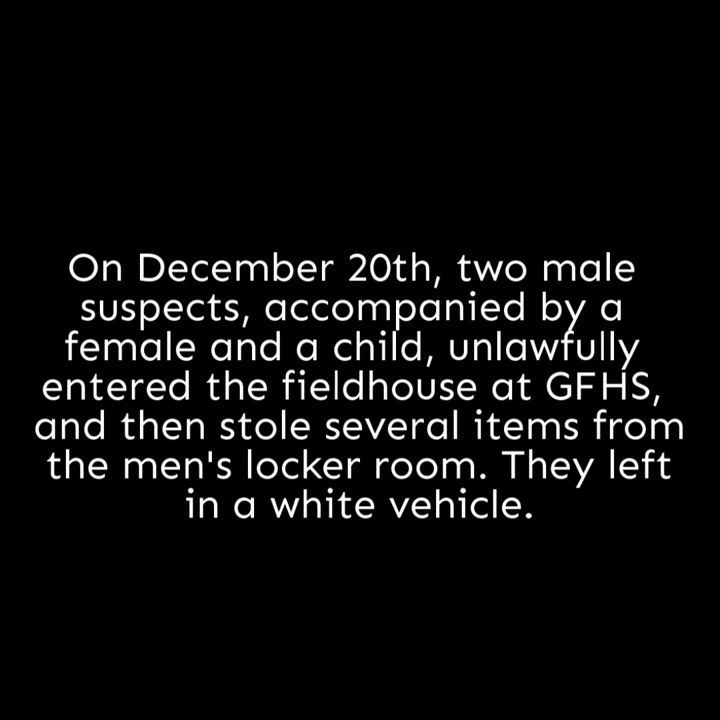 On December 20th, two male
suspects, accompanied by a
female and a child, unlawfully
entered the fieldhouse at GFHS,
and then stole several items from
the men's locker room. They left
in a white vehicle.